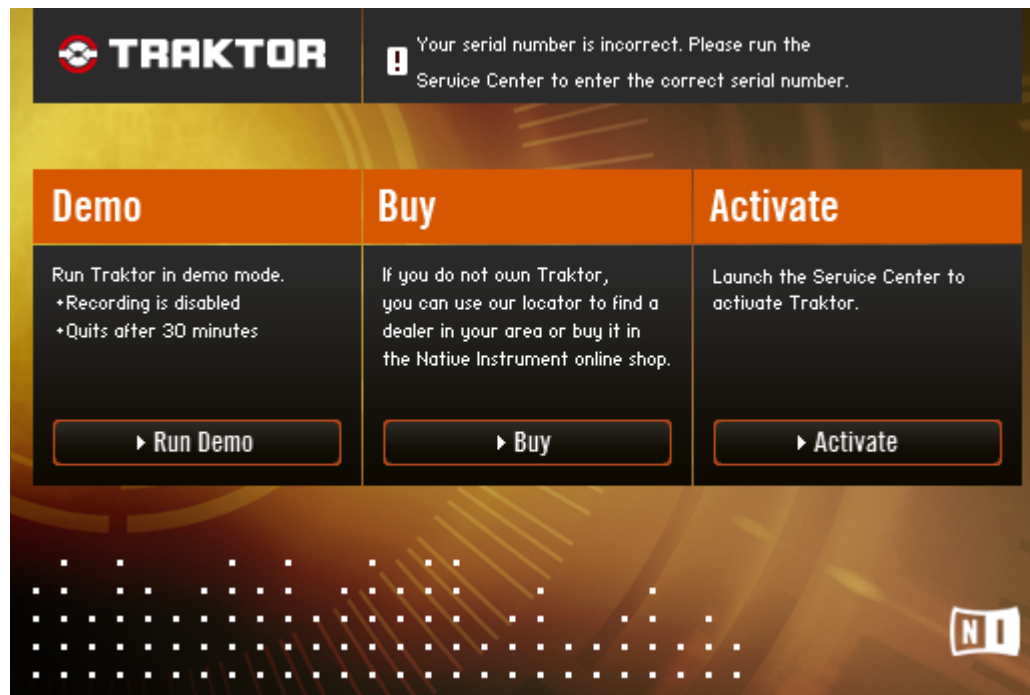 TRAKTOR
! Your serial number is incorrect. Please run the
Service Center to enter the correct serial number.
Demo
Run Traktor in demo mode.
•Recording is disabled
•Quits after 30 minutes
Run Demo
Buy
If you do not own Traktor,
you can use our locator to find a
dealer in your area or buy it in
the Native Instrument online shop.
Buy
Activate
Launch the Service Center to
activate Traktor.
Activate
NI